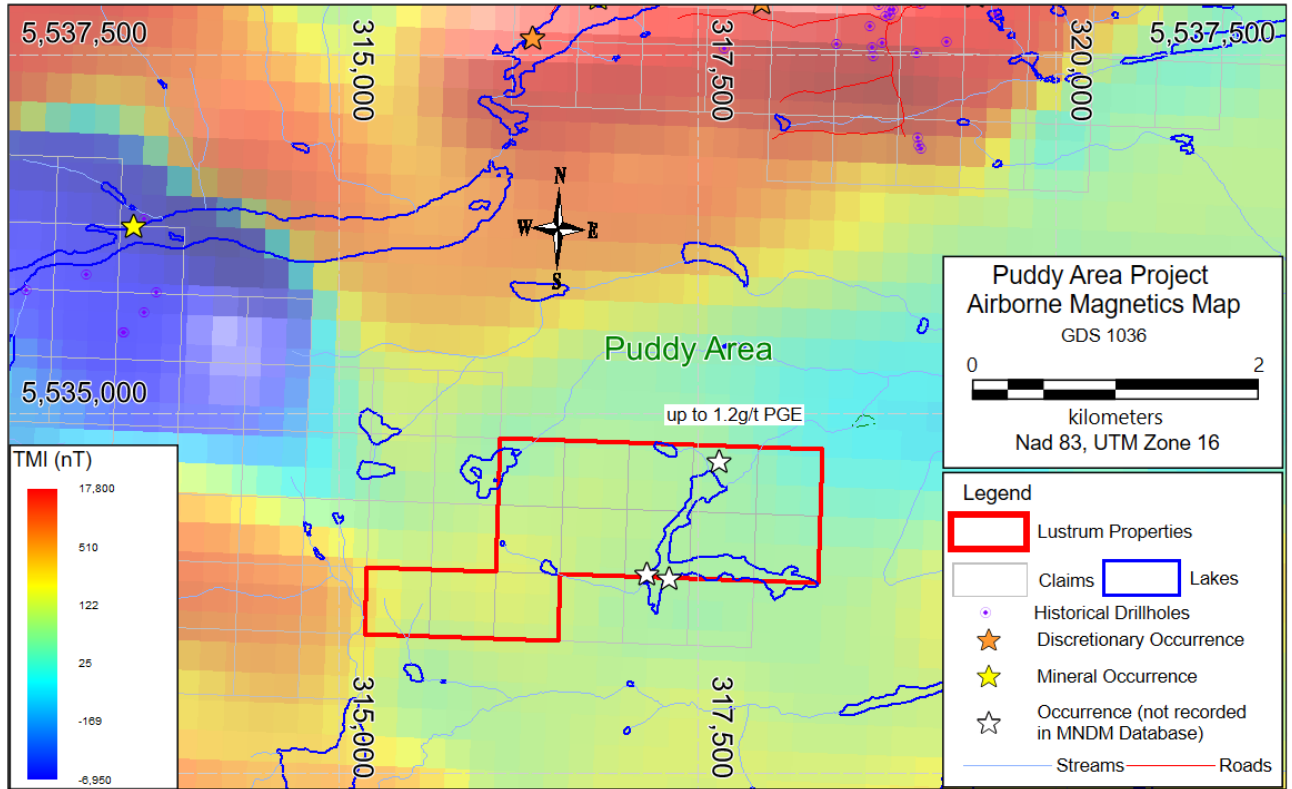 5,537,500
315,000
317,500
320,000
5,537,500
N
W
E
S
Puddy Area Project
Airborne Magnetics Map
GDS 1036
0
2
kilometers
Nad 83, UTM Zone 16
Puddy Area
5,535,000
up to 1.2g/t PGE
TMI (nT)
17,800
510
122
25
-169
-6,950
Legend
Lustrum Properties
Claims
Lakes
Historical Drillholes
Discretionary Occurrence
Mineral Occurrence
Occurrence (not recorded
in MNDM Database)
Streams
Roads
315,000
317,500